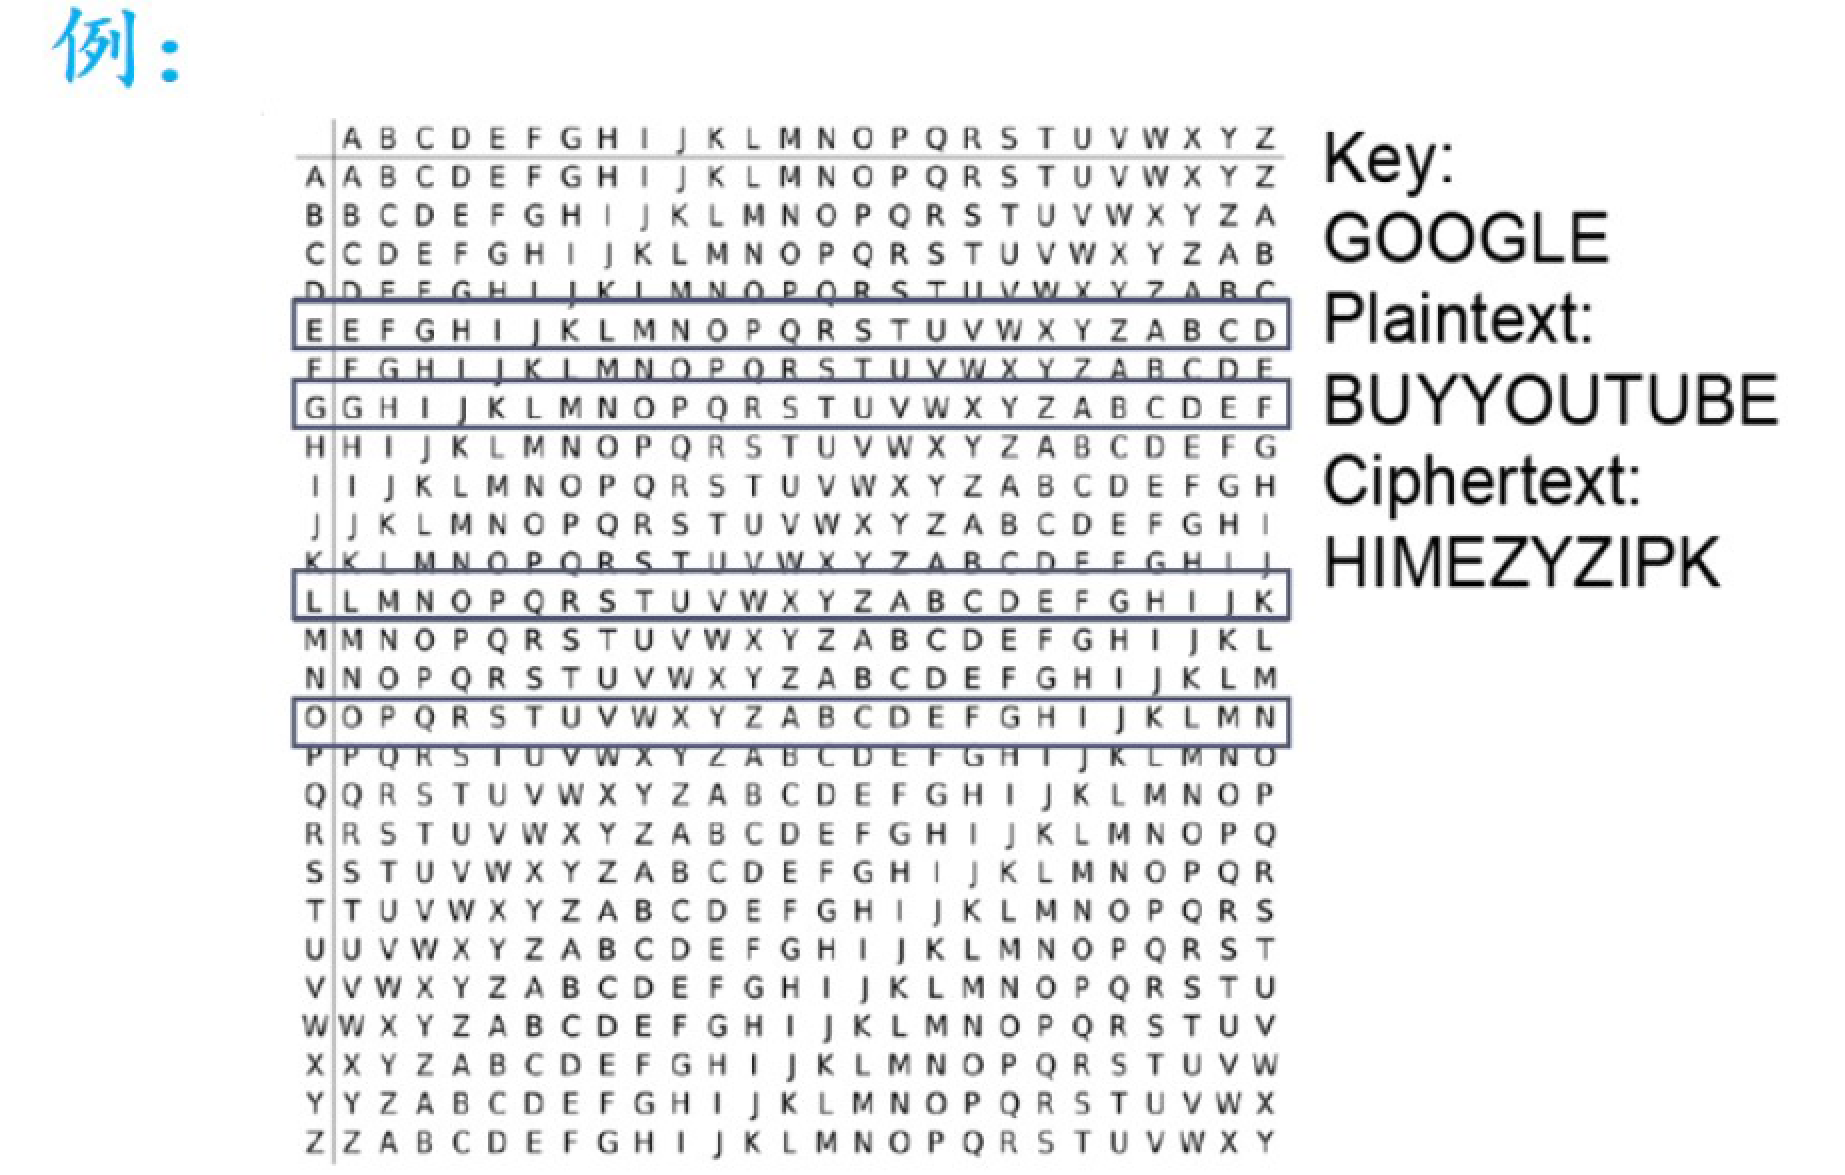 例：
A B C D E F G H I J K L M N O P Q R S T U V W X Y Z
A A B C D E F G H I J K L M N O P Q R S T U V W X Y Z
B B C D E F G H I J K L M N O P Q R S T U V W X Y Z A
C C D E F G H I J K L M N O P Q R S T U V W X Y Z A B
D D E F G H I J K L M N O P Q R S T U V W X Y Z A B C
E E F G H I J K L M N O P Q R S T U V W X Y Z A B C D
F F G H I J K L M N O P Q R S T U V W X Y Z A B C D E
G G H I J K L M N O P Q R S T U V W X Y Z A B C D E F
H H I J K L M N O P Q R S T U V W X Y Z A B C D E F G
I I J K L M N O P Q R S T U V W X Y Z A B C D E F G H
J J K L M N O P Q R S T U V W X Y Z A B C D E F G H I
K K L M N O P Q R S T U V W X Y Z A B C D E F G H I J
L L M N O P Q R S T U V W X Y Z A B C D E F G H I J K
M M N O P Q R S T U V W X Y Z A B C D E F G H I J K L
N N O P Q R S T U V W X Y Z A B C D E F G H I J K L M
O O P Q R S T U V W X Y Z A B C D E F G H I J K L M N
P P Q R S T U V W X Y Z A B C D E F G H I J K L M N O
Q Q R S T U V W X Y Z A B C D E F G H I J K L M N O P
R R S T U V W X Y Z A B C D E F G H I J K L M N O P Q
S S T U V W X Y Z A B C D E F G H I J K L M N O P Q R
T T U V W X Y Z A B C D E F G H I J K L M N O P Q R S
U U V W X Y Z A B C D E F G H I J K L M N O P Q R S T
V V W X Y Z A B C D E F G H I J K L M N O P Q R S T U
W W X Y Z A B C D E F G H I J K L M N O P Q R S T U V
X X Y Z A B C D E F G H I J K L M N O P Q R S T U V W
Y Y Z A B C D E F G H I J K L M N O P Q R S T U V W X
Z Z A B C D E F G H I J K L M N O P Q R S T U V W X Y
Key:
GOOGLE
Plaintext:
BUYYOUTUBE
Ciphertext:
HIMEZYZIPK